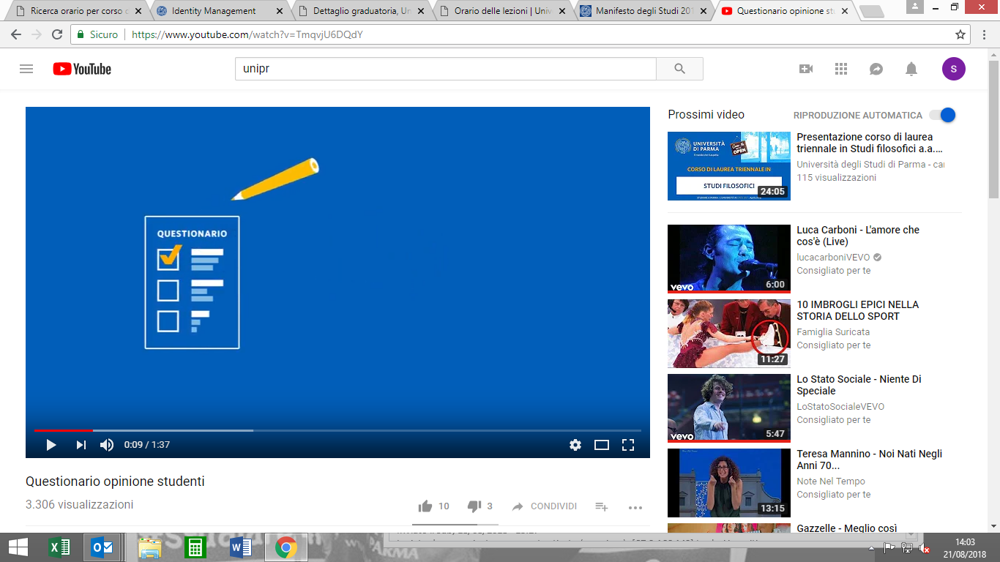 Ricerca orario per corso d
Identity Management
Dettaglio graduatoria, Un
Orario delle lezioni | Univ
Manifesto degli Studi 201
Questionario opinione stu
Sicuro
https://www.youtube.com/watch?v=TmqvjU6DQdY
YouTube
unipr
S
QUESTIONARIO
0:09 / 1:37
Questionario opinione studenti
3.306 visualizzazioni
10
3
CONDIVIDI
Prossimi video
RIPRODUZIONE AUTOMATICA
UNIVERSITÀ
DI PARMA
OPEN
CORSO DI LAUREA TRIENNALE IN
STUDI FILOSOFICI
24:05
Presentazione corso di laurea
triennale in Studi filosofici a.a....
Università degli Studi di Parma - car
115 visualizzazioni
vevo
6:00
Luca Carboni - L'amore che
cos'è (Live)
lucacarboniVEVO
Consigliato per te
11:27
10 IMBROGLI EPICI NELLA
STORIA DELLO SPORT
Famiglia Suricata
Consigliato per te
vevo
5:47
Lo Stato Sociale - Niente Di
Speciale
LoStatoSocialeVEVO
Consigliato per te
13:15
Teresa Mannino - Noi Nati Negli
Anni 70...
Note Nel Tempo
Consigliato per te
Gazzelle - Meglio così
PARMA
14:03
21/08/2018